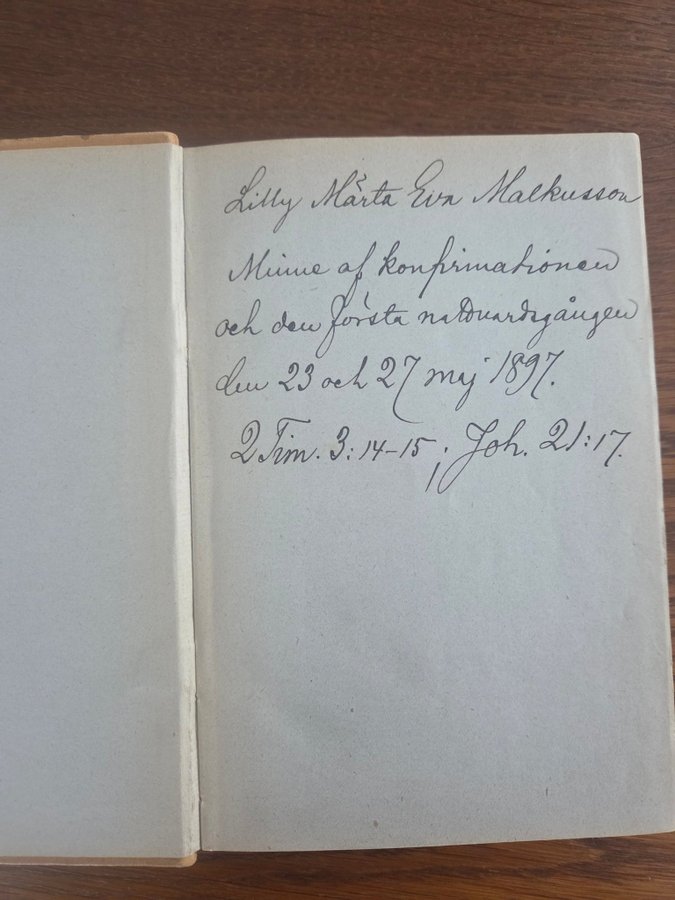 Lilly Märta Eva Malkusson
Minne af konfirmationen
och den första nattvardsgången
den 23 och 27 maj 1897.
2 Tim. 3:14-15; Joh. 21:17.